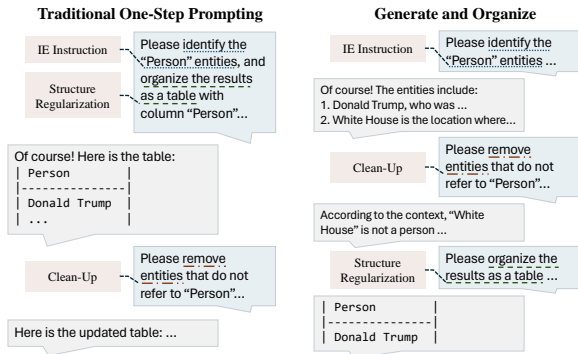 Traditional One-Step Prompting
IE Instruction
Structure
Regularization
Please identify the
“Person” entities, and
organize the results
as a table with
column “Person”...
Of course! Here is the table:
| Person |
|---------------|
| Donald Trump |
| ... |
Clean-Up
Please remove
entities that do not
refer to “Person”...
Here is the updated table: ...
Generate and Organize
IE Instruction
Please identify the
“Person” entities ...
Of course! The entities include:
1. Donald Trump, who was ...
2. White House is the location where...
Clean-Up
Please remove
entities that do not
refer to “Person”...
According to the context, “White
House” is not a person ...
Structure
Regularization
Please organize the
results as a table ...
| Person |
|---------------|
| Donald Trump |